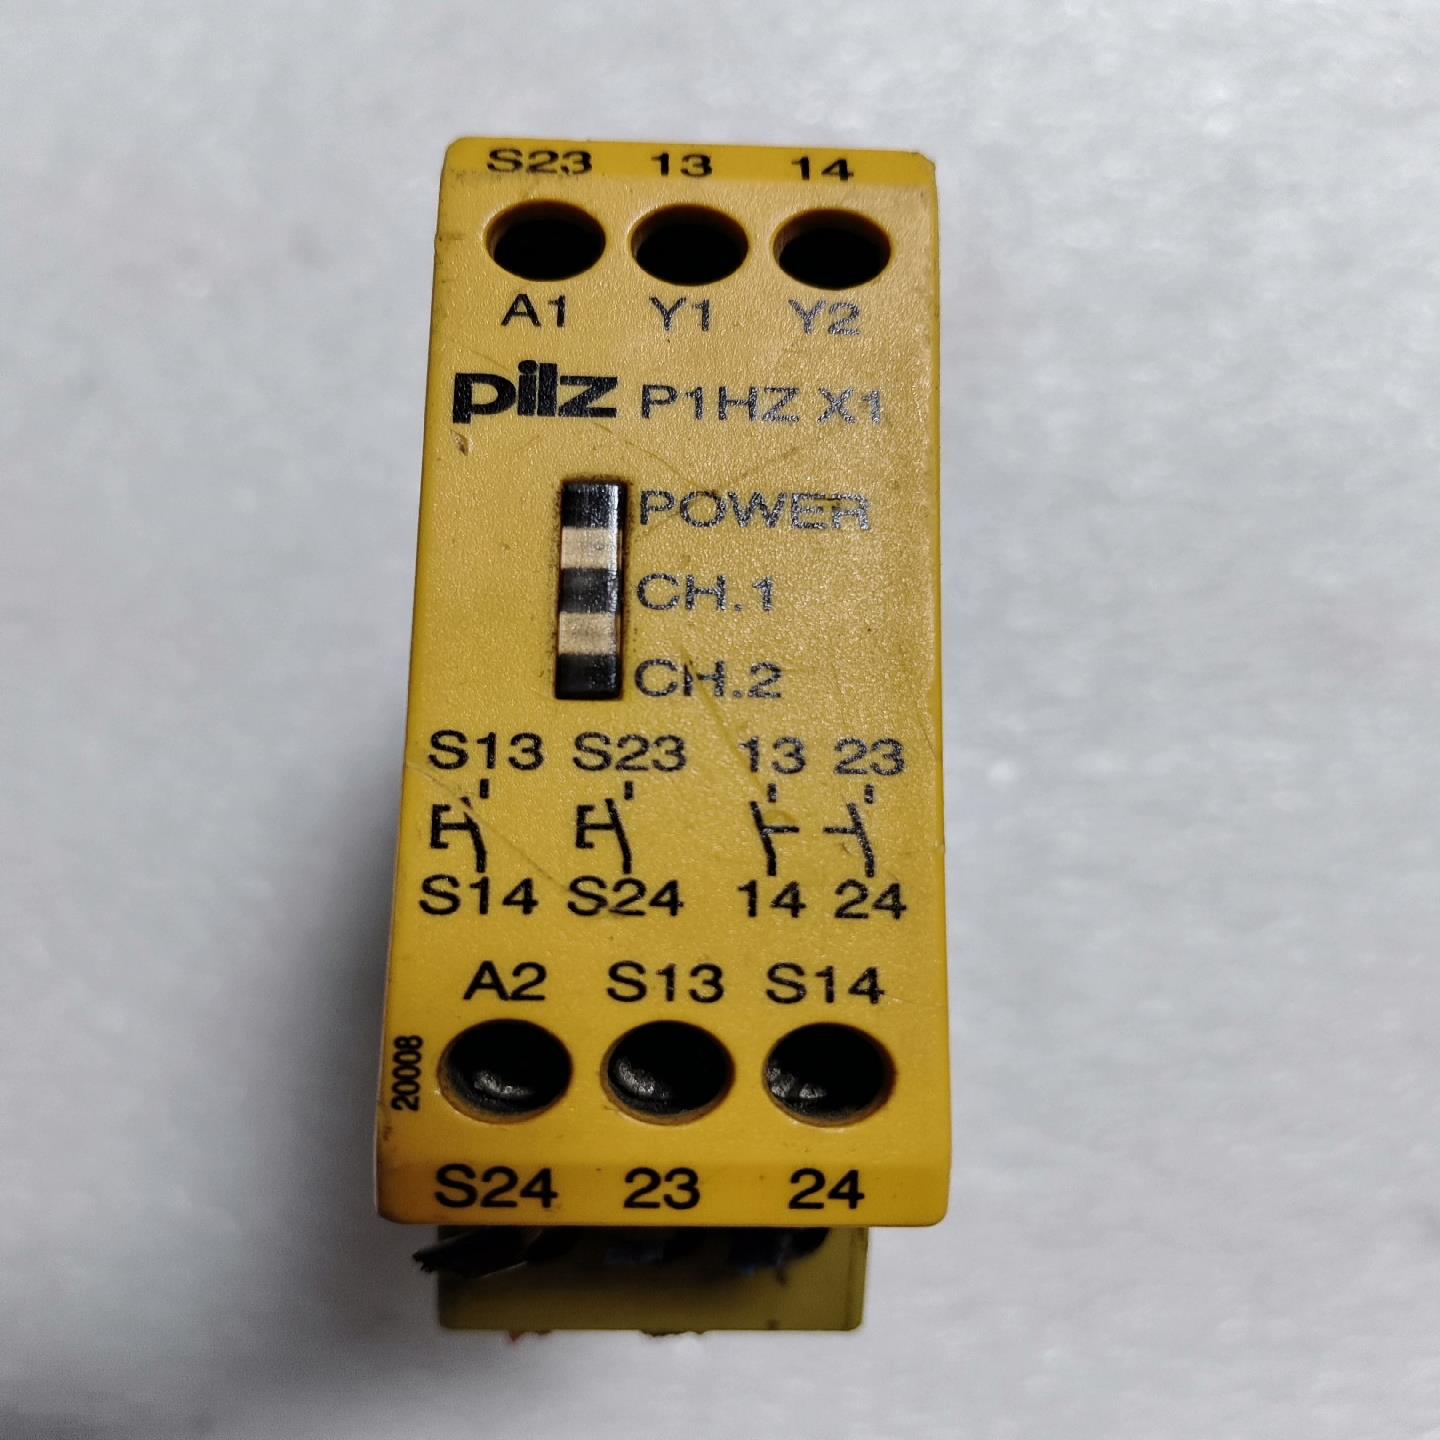 S23 13 14
A1 Y1 Y2
pilz P1HZ X1
POWER
CH.1
CH.2
S13 S23 13 23
S14 S24 14 24
A2 S13 S14
20008
S24 23 24